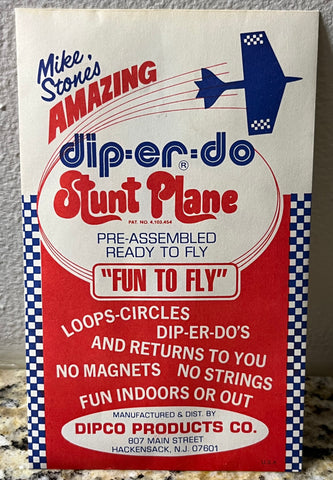 Mike
Stone's
AMAZING
dip-er-do®
Stunt Plane
PAT. NO. 4,169,454
PRE-ASSEMBLED
READY TO FLY
"FUN TO FLY"
LOOPS-CIRCLES
DIP-ER-DO'S
AND RETURNS TO YOU
NO MAGNETS NO STRINGS
FUN INDOORS OR OUT
MANUFACTURED & DIST. BY
DIPCO PRODUCTS CO.
807 MAIN STREET
HACKENSACK, N.J. 07601